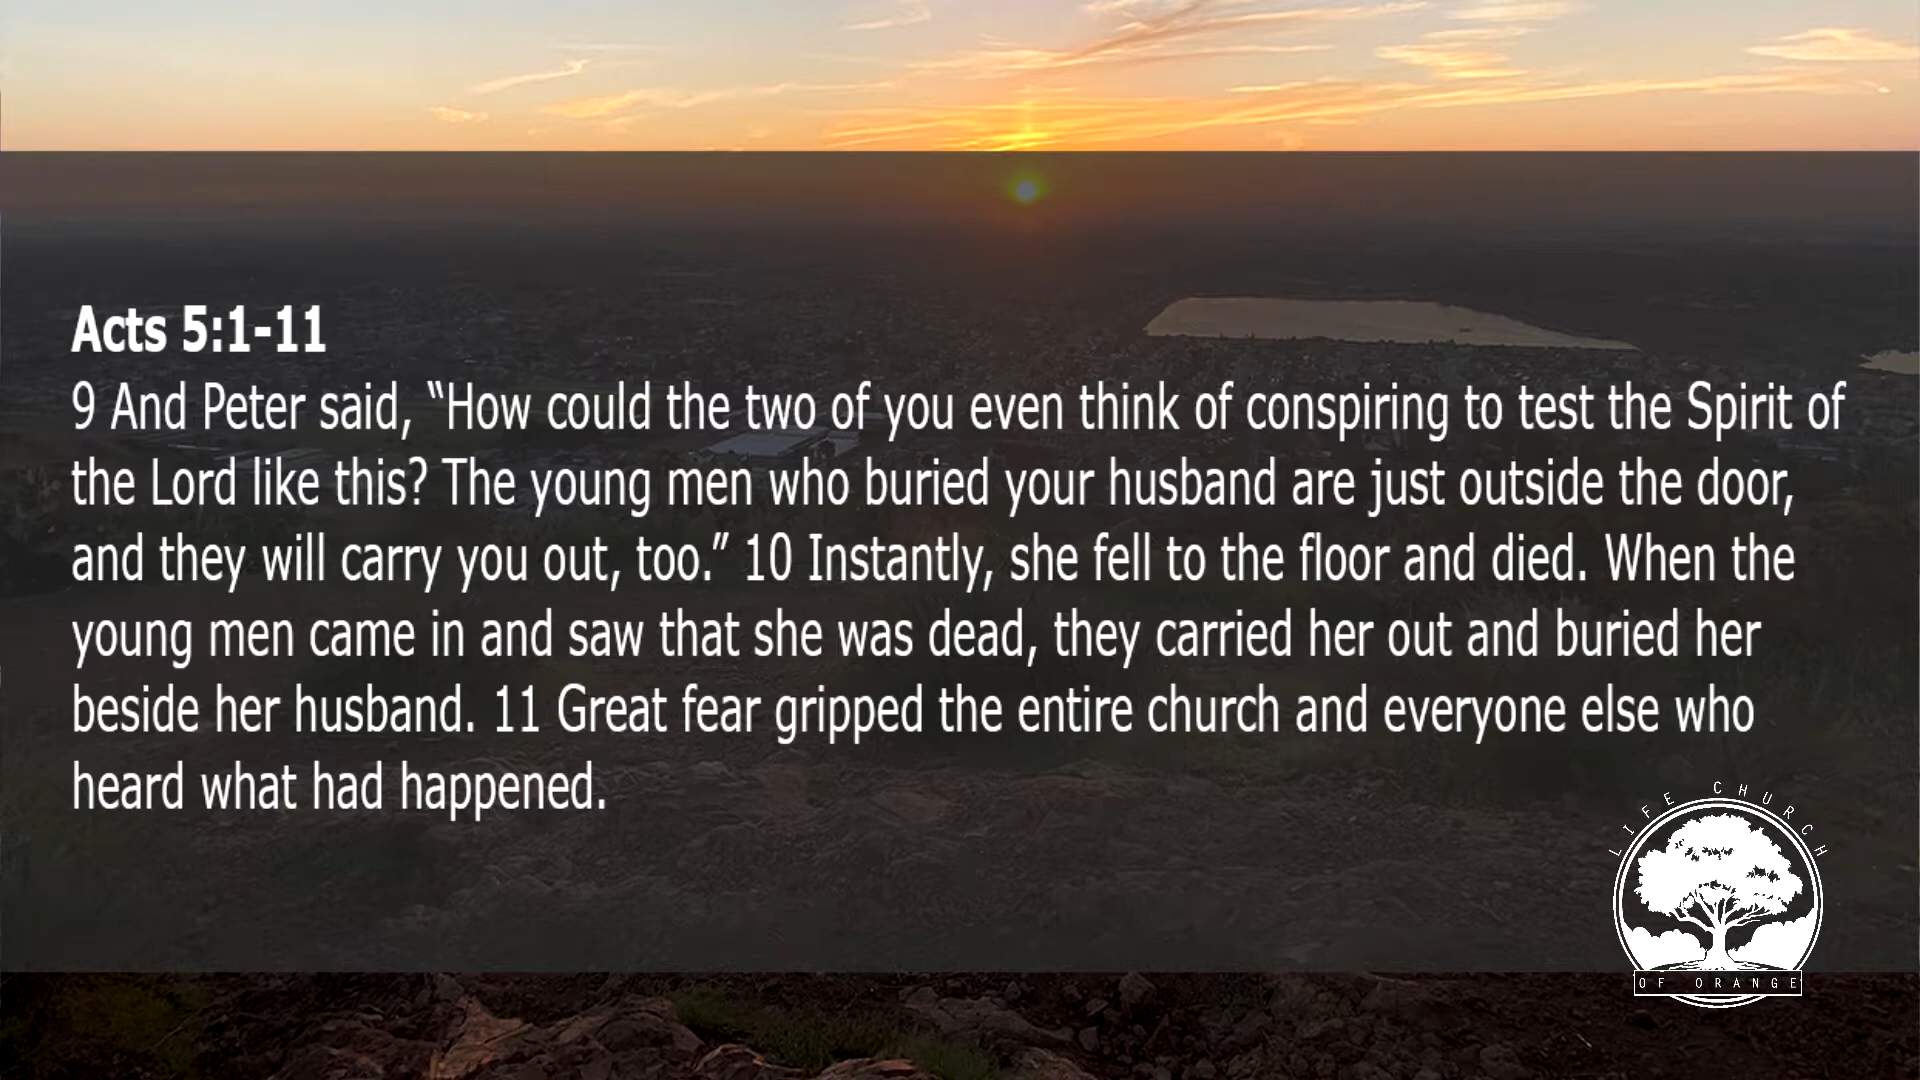 Acts 5:1-11
9 And Peter said, “How could the two of you even think of conspiring to test the Spirit of
the Lord like this? The young men who buried your husband are just outside the door,
and they will carry you out, too.” 10 Instantly, she fell to the floor and died. When the
young men came in and saw that she was dead, they carried her out and buried her
beside her husband. 11 Great fear gripped the entire church and everyone else who
heard what had happened.
LIFE CHURCH
OF ORANGE